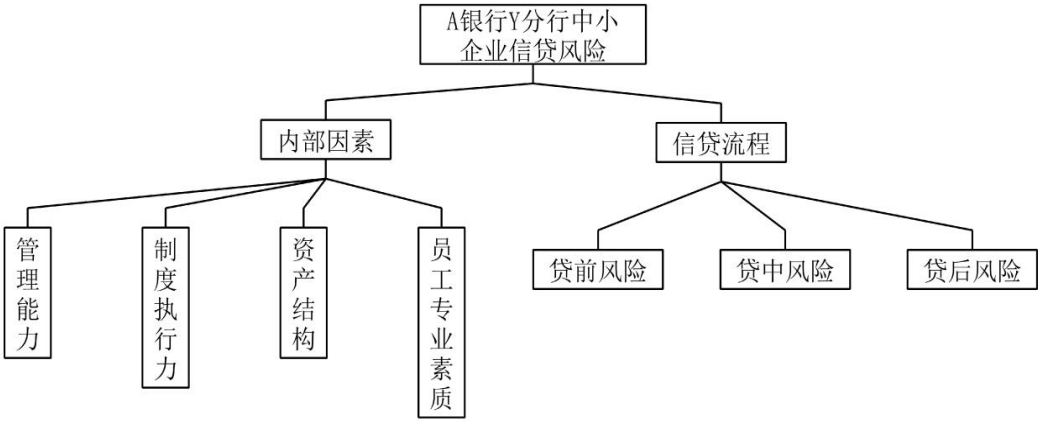 A银行Y分行中小
企业信贷风险
内部因素
信贷流程
管理能力
制度执行力
资产结构
员工专业素质
贷前风险
贷中风险
贷后风险